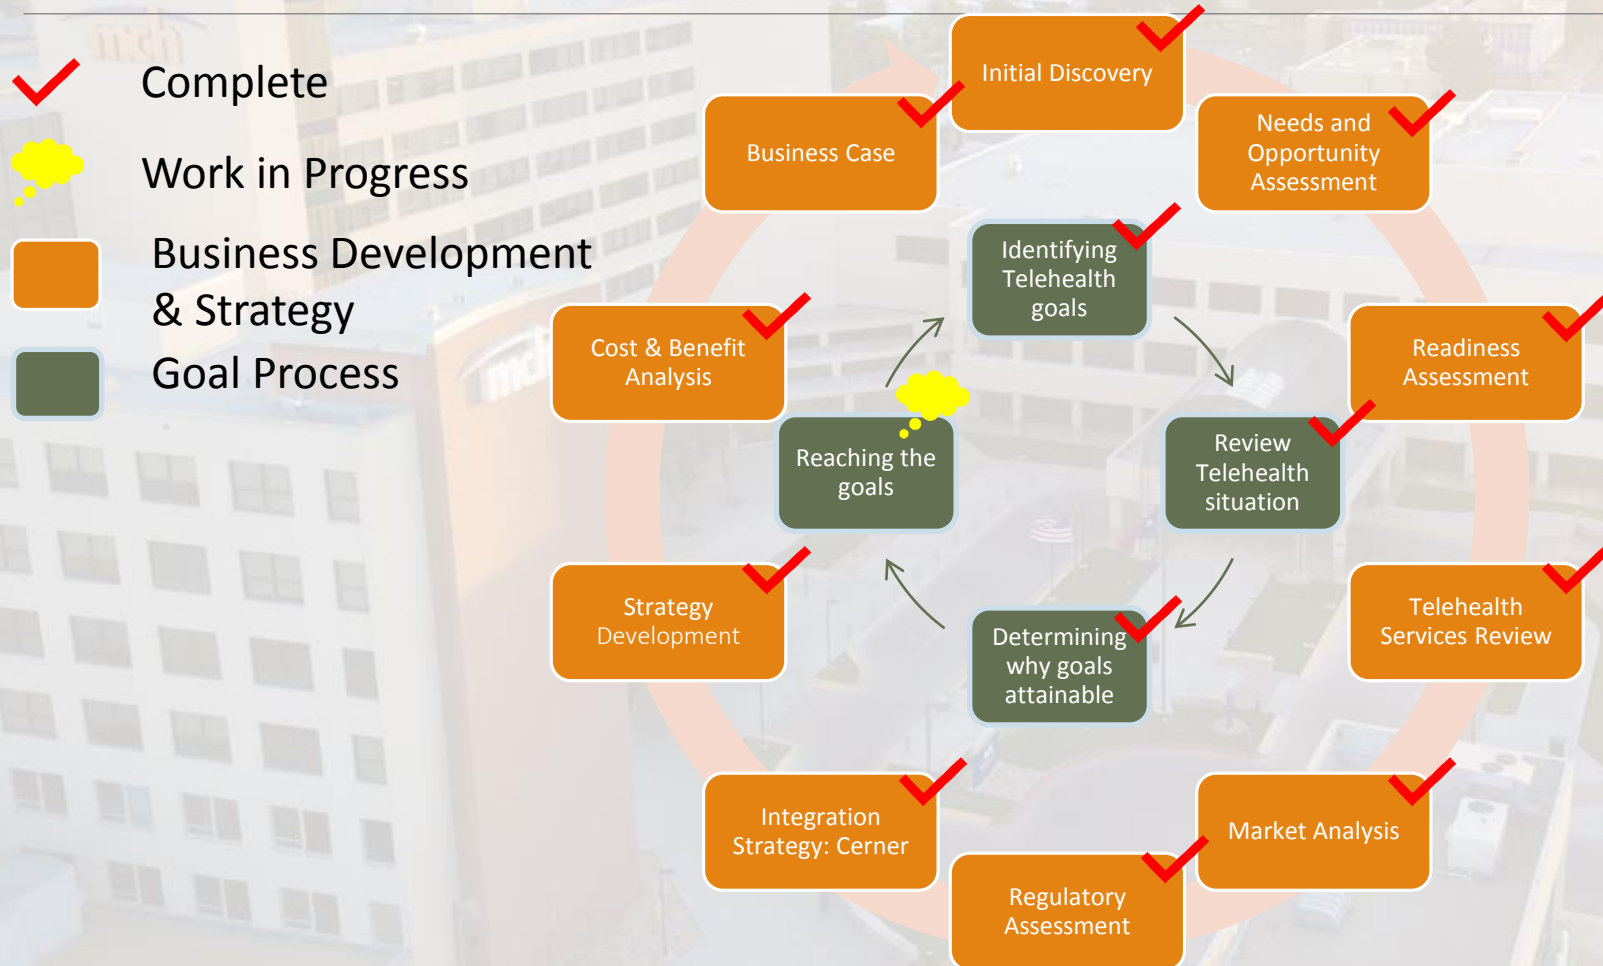 mch
Complete
Work in Progress
Business Development
& Strategy
Goal Process
mch
Initial Discovery
Needs and
Opportunity
Assessment
Readiness
Assessment
Telehealth
Services Review
Market Analysis
Regulatory
Assessment
Integration
Strategy: Cerner
Strategy
Development
Cost & Benefit
Analysis
Business Case
Identifying
Telehealth
goals
Review
Telehealth
situation
Determining
why goals
attainable
Reaching the
goals